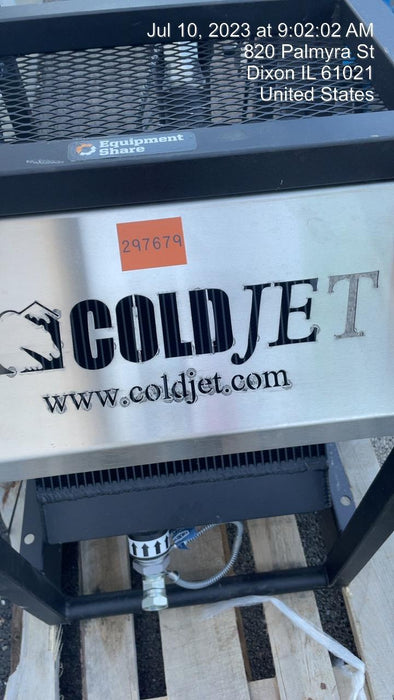 Jul 10, 2023 at 9:02:02 AM
820 Palmyra St
Dixon IL 61021
United States
Equipment
Share
297679
COLDJET
www.coldjet.com